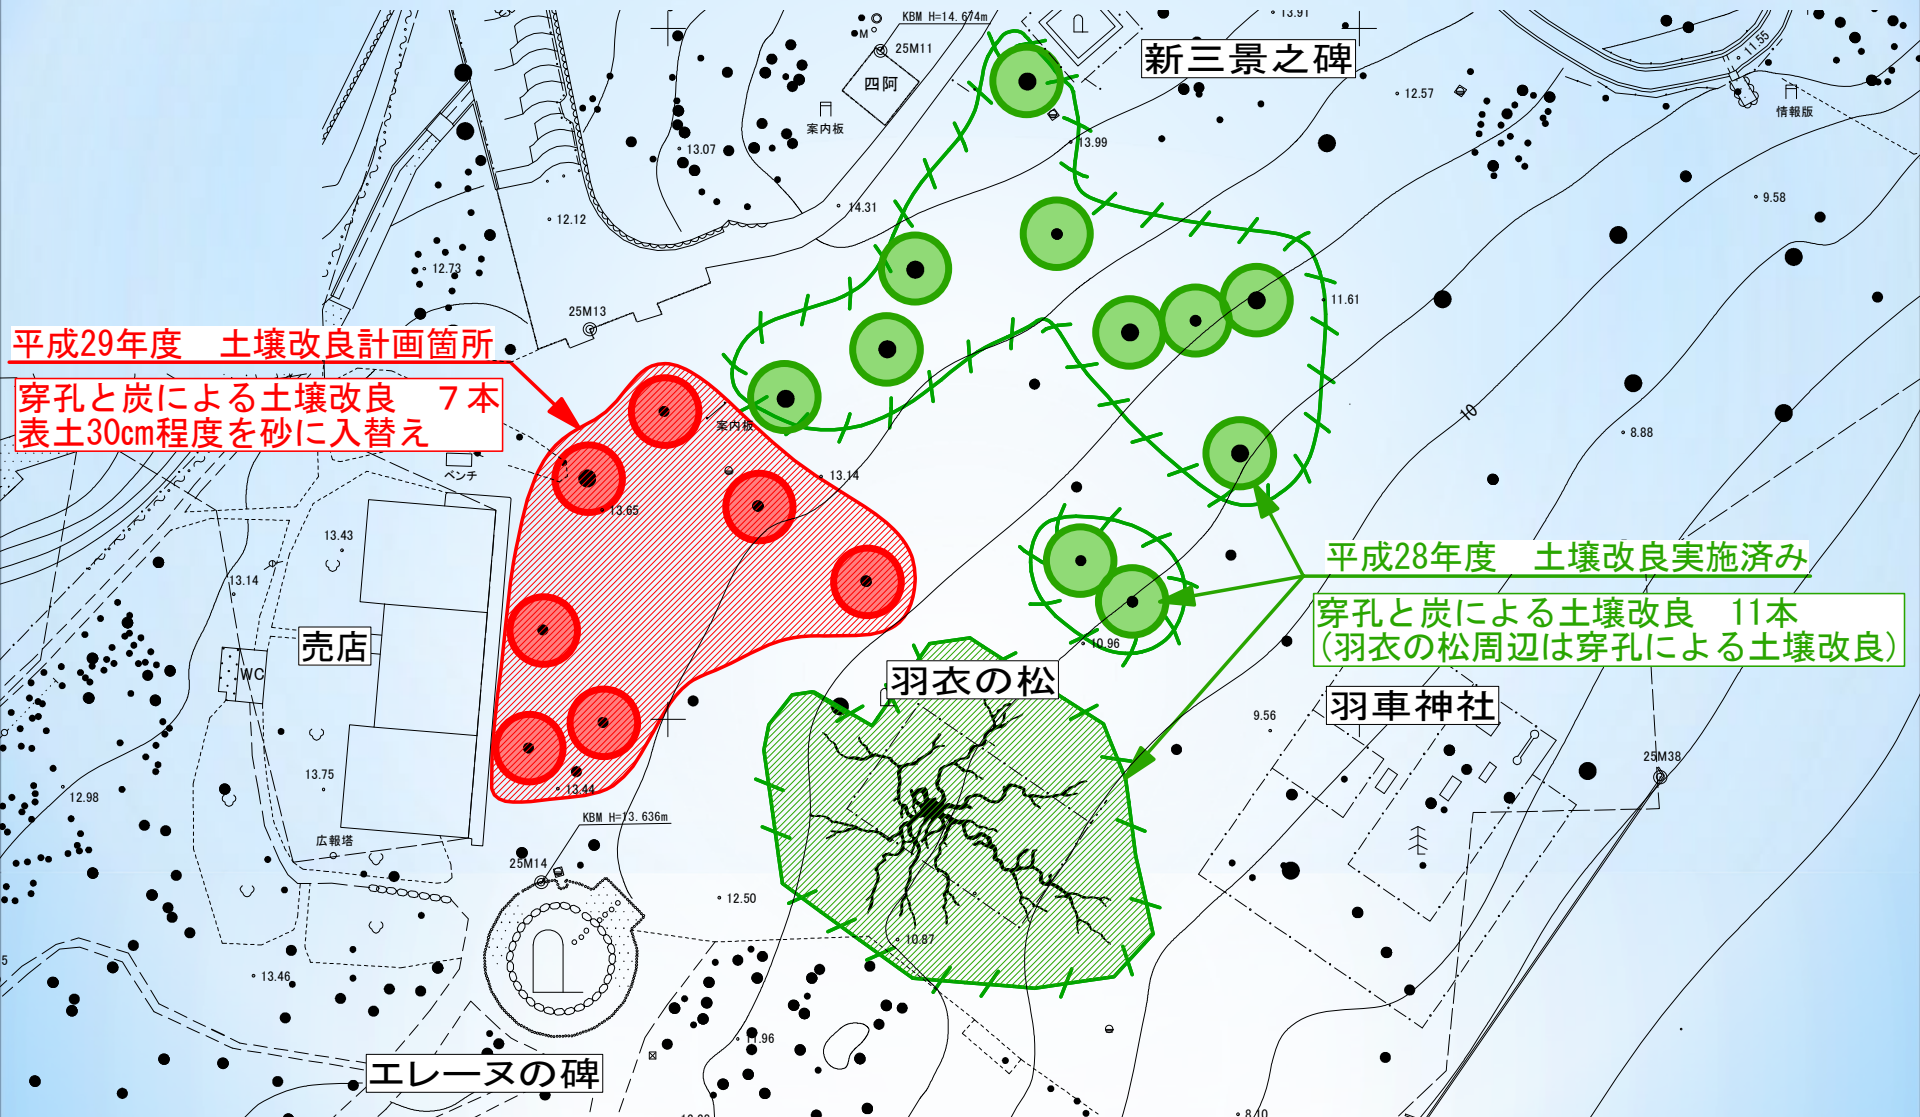 13.91
KBM H=14.674m
M
25M11
新三景之碑
11.55
四阿
12.57
案内板
情報版
13.99
13.07
9.58
14.31
12.12
12.73
11.61
25M13
平成29年度　土壌改良計画箇所
穿孔と炭による土壌改良　７本
表土30cm程度を砂に入替え
案内板
10
8.88
ベンチ
13.14
13.65
13.43
平成28年度　土壌改良実施済み
13.14
穿孔と炭による土壌改良　11本
(羽衣の松周辺は穿孔による土壌改良)
売店
10.96
WC
羽衣の松
羽車神社
9.56
25M38
13.75
13.44
12.98
KBM H=13.636m
広報塔
25M14
12.50
10.87
13.46
5
11.96
エレーヌの碑
8.10